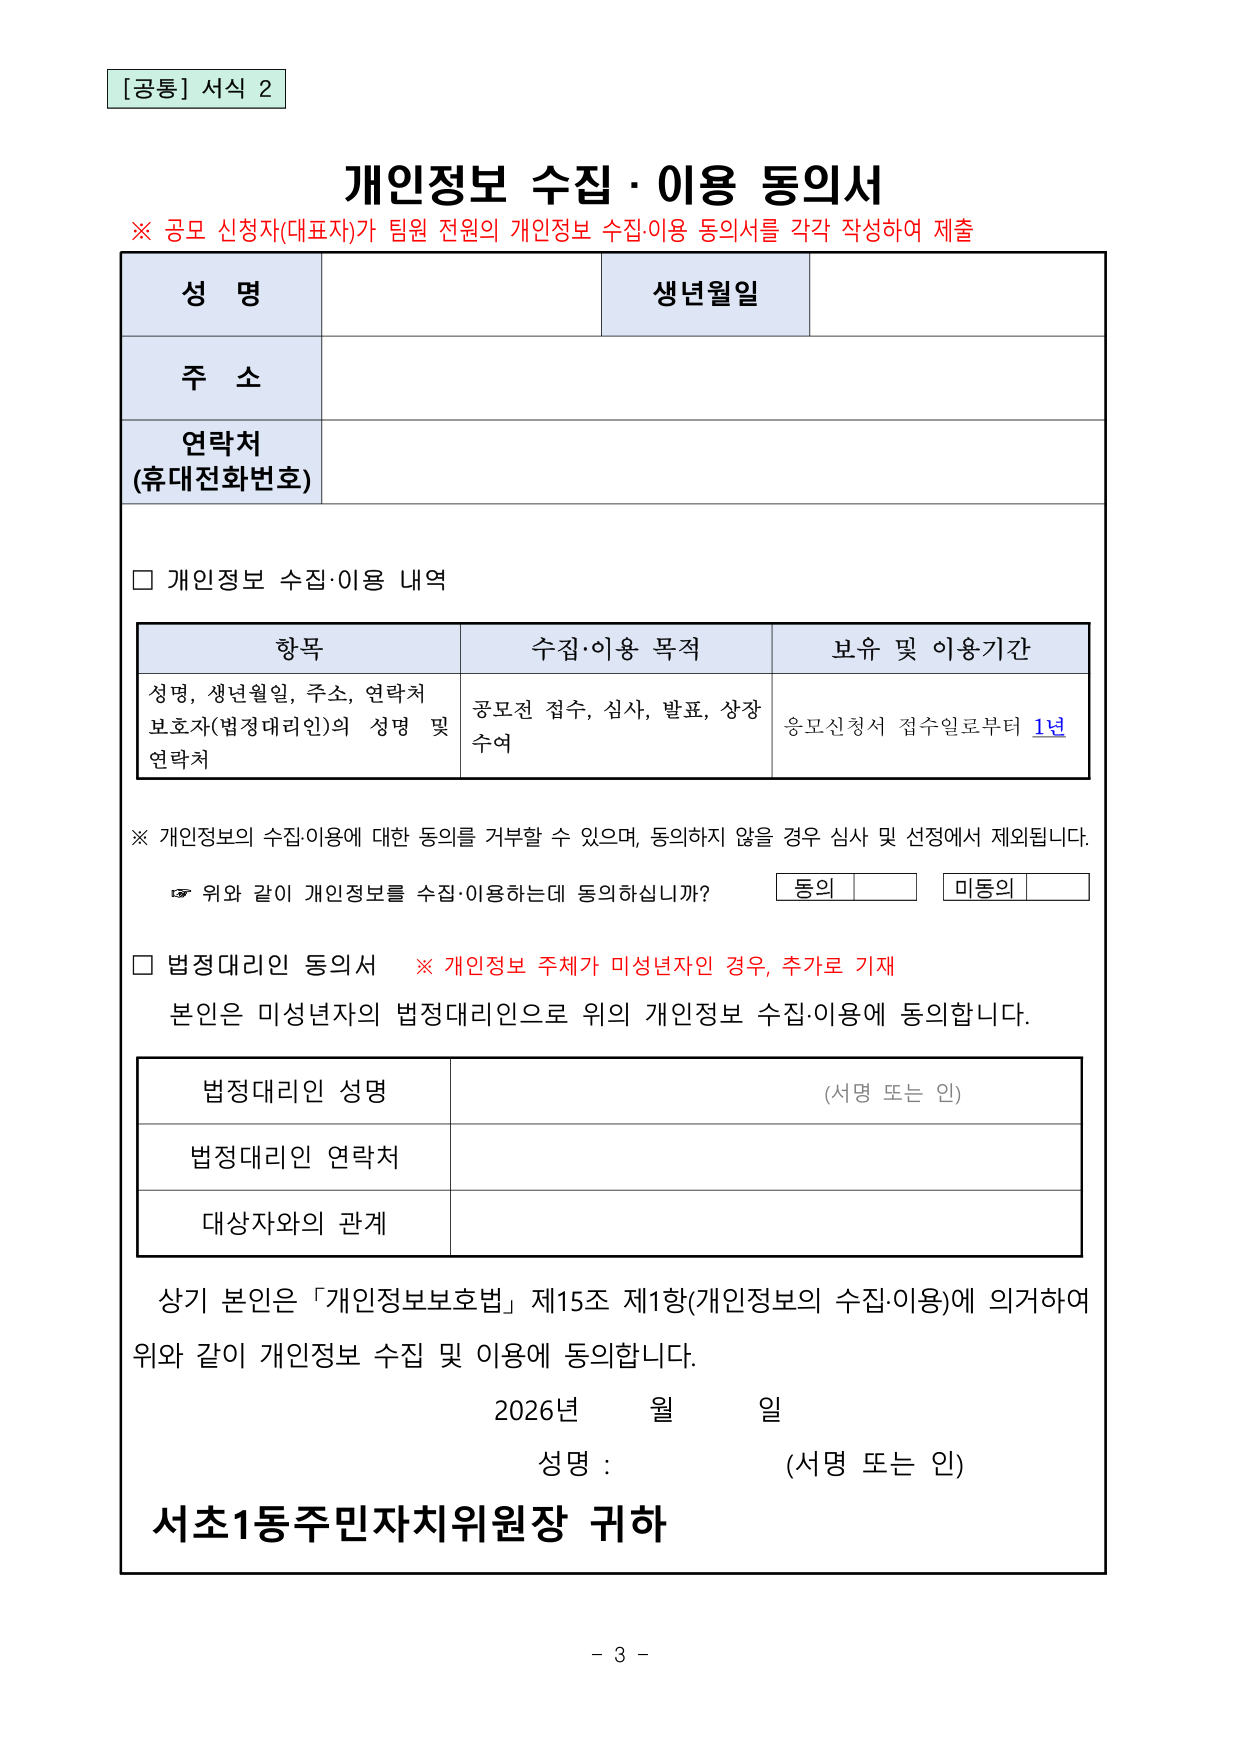 [공통] 서식 2
개인정보 수집 · 이용 동의서
※ 공모 신청자(대표자)가 팀원 전원의 개인정보 수집·이용 동의서를 각각 작성하여 제출
성 명 생년월일
주 소
연락처
(휴대전화번호)
□ 개인정보 수집·이용 내역
항목 수집·이용 목적 보유 및 이용기간
성명, 생년월일, 주소, 연락처
보호자(법정대리인)의 성명 및
연락처
공모전 접수, 심사, 발표, 상장
수여
응모신청서 접수일로부터 1년
※ 개인정보의 수집·이용에 대한 동의를 거부할 수 있으며, 동의하지 않을 경우 심사 및 선정에서 제외됩니다.
☞ 위와 같이 개인정보를 수집·이용하는데 동의하십니까? 동의 미동의
□ 법정대리인 동의서 ※ 개인정보 주체가 미성년자인 경우, 추가로 기재
본인은 미성년자의 법정대리인으로 위의 개인정보 수집·이용에 동의합니다.
법정대리인 성명 (서명 또는 인)
법정대리인 연락처
대상자와의 관계
상기 본인은「개인정보보호법」제15조 제1항(개인정보의 수집·이용)에 의거하여
위와 같이 개인정보 수집 및 이용에 동의합니다.
2026년 월 일
성명 : (서명 또는 인)
서초1동주민자치위원장 귀하
- 3 -